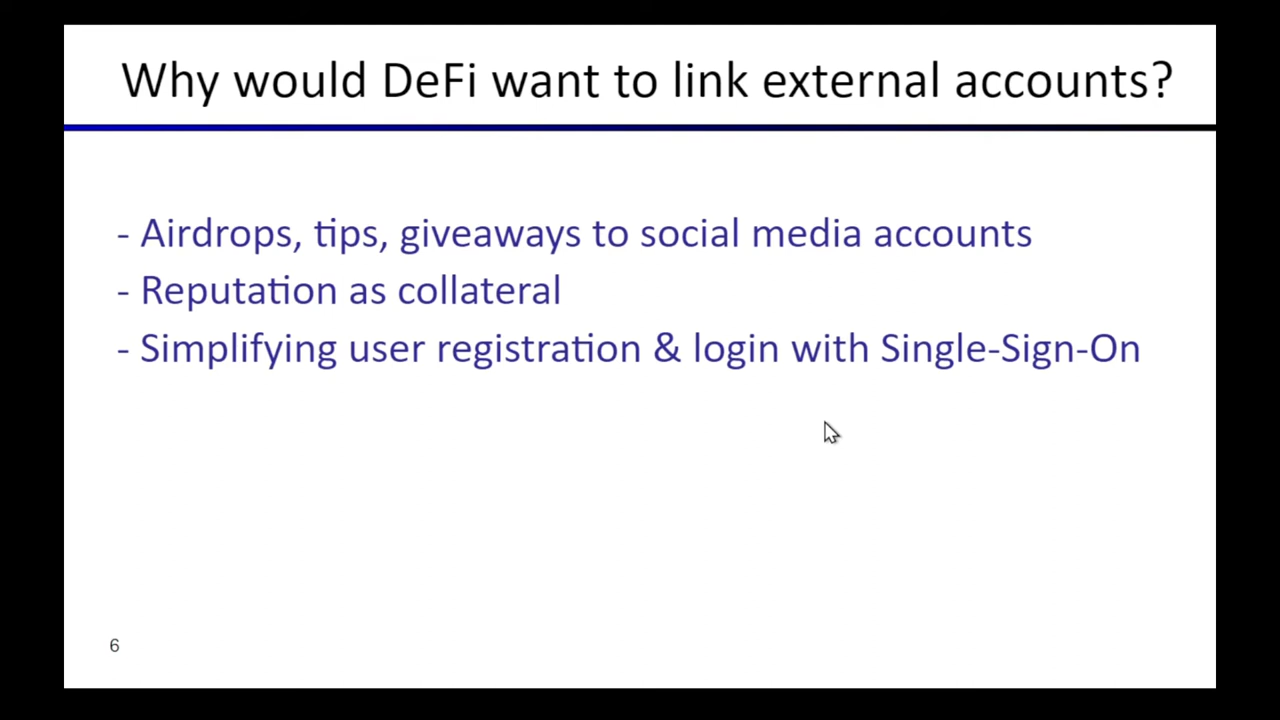 Why would DeFi want to link external accounts?
- Airdrops, tips, giveaways to social media accounts
- Reputation as collateral
- Simplifying user registration & login with Single-Sign-On
6